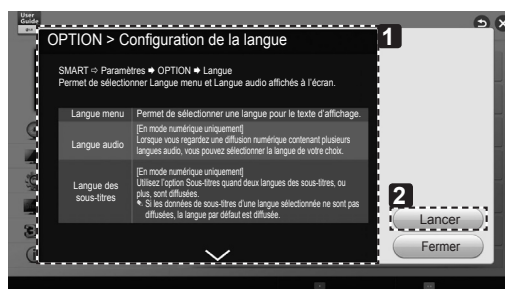 User
Guide
OPTION > Configuration de la langue
1
SMART ⇨ Paramètres ➡ OPTION ➡ Langue
Permet de sélectionner Langue menu et Langue audio affichés à l'écran.
Langue menu Permet de sélectionner une langue pour le texte d'affichage.
Langue audio
[En mode numérique uniquement]
Lorsque vous regardez une diffusion numérique contenant plusieurs
langues audio, vous pouvez sélectionner la langue de votre choix.
Langue des
sous-titres
[En mode numérique uniquement]
Utilisez l'option Sous-titres quand deux langues des sous-titres, ou
plus, sont diffusées.
Si les données de sous-titres d'une langue sélectionnée ne sont pas
diffusées, la langue par défaut est diffusée.
2
Lancer
Fermer